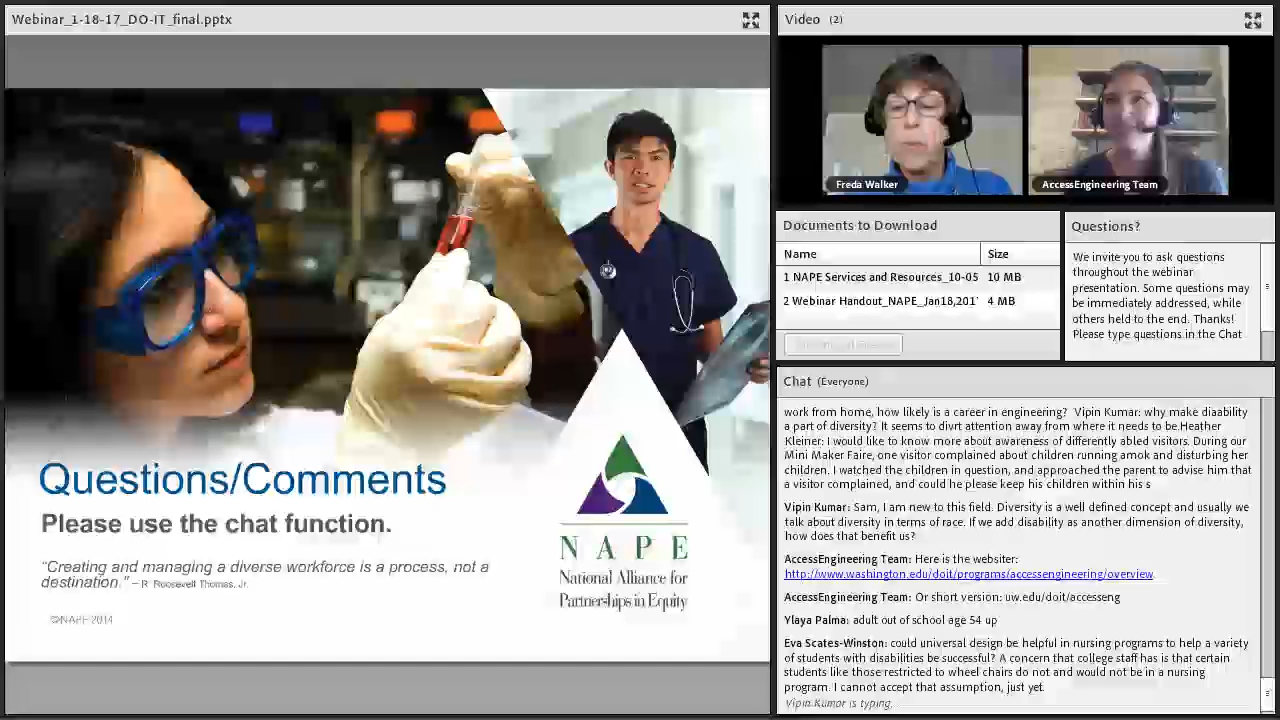 Webinar_1-18-17_DO-IT_final.pptx
Questions/Comments
Please use the chat function.
“Creating and managing a diverse workforce is a process, not a
destination.” – R. Roosevelt Thomas, Jr.
©NAPE 2014
NAPE
National Alliance for
Partnerships in Equity
Video (2)
Freda Walker
AccessEngineering Team
Documents to Download
Name Size
1 NAPE Services and Resources_10-05 10 MB
2 Webinar Handout_NAPE_Jan18,201 4 MB
Questions?
We invite you to ask questions
throughout the webinar
presentation. Some questions may
be immediately addressed, while
others held to the end. Thanks!
Please type questions in the Chat
Chat (Everyone)
work from home, how likely is a career in engineering? Vipin Kumar: why make diaability
a part of diversity? It seems to divrt attention away from where it needs to be.Heather
Kleiner: I would like to know more about awareness of differently abled visitors. During our
Mini Maker Faire, one visitor complained about children running amok and disturbing her
children. I watched the children in question, and approached the parent to advise him that
a visitor complained, and could he please keep his children within his s
Vipin Kumar: Sam, I am new to this field. Diversity is a well defined concept and usually we
talk about diversity in terms of race. If we add disability as another dimension of diversity,
how does that benefit us?
AccessEngineering Team: Here is the websiter:
http://www.washington.edu/doit/programs/accessengineering/overview.
AccessEngineering Team: Or short version: uw.edu/doit/accesseng
Ylaya Palma: adult out of school age 54 up
Eva Scates-Winston: could universal design be helpful in nursing programs to help a variety
of students with disabilities be successful? A concern that college staff has is that certain
students like those restricted to wheel chairs do not and would not be in a nursing
program. I cannot accept that assumption, just yet.
Vipin Kumar is typing.